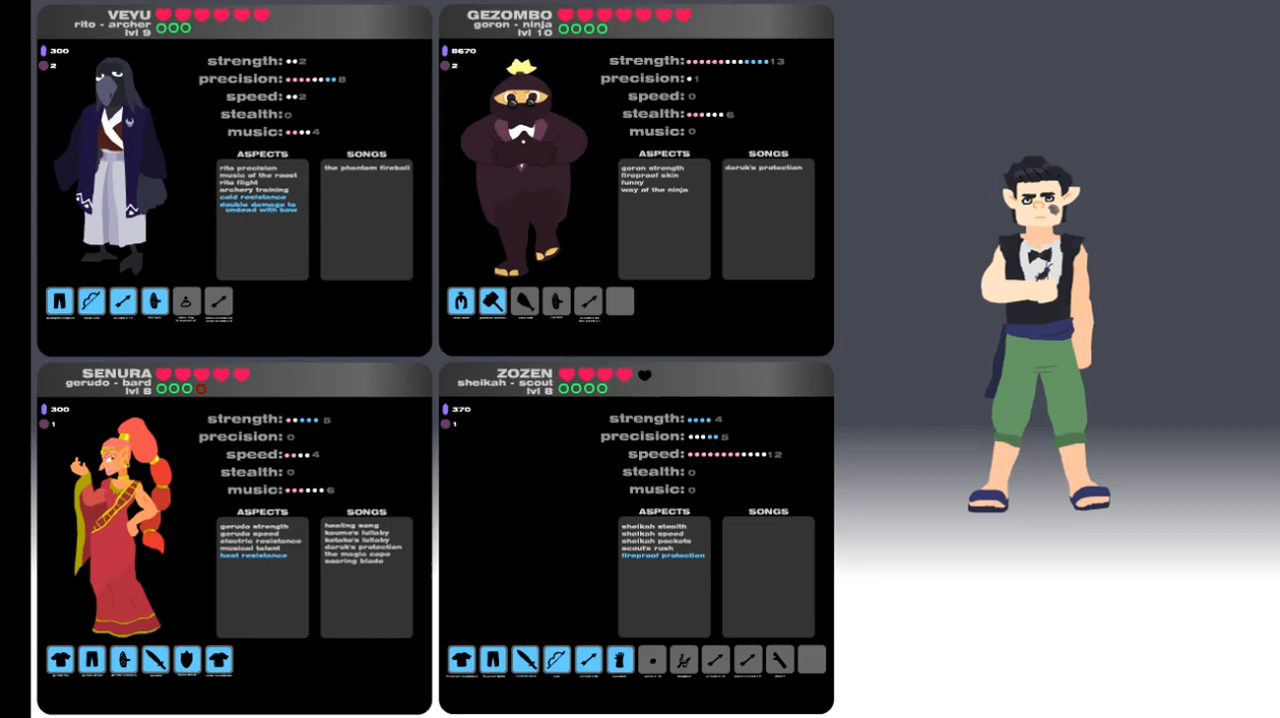 VEYU
rito - archer
lvl 9
300
2
strength: 2
precision: 8
speed: 2
stealth: 0
music: 4
ASPECTS
rito precision
music of the roost
rito flight
archery training
cold resistance
double damage to
undead with bow
SONGS
the phantom fireball
GEZOMBO
goron - ninja
lvl 10
8670
2
strength: 13
precision: 1
speed: 0
stealth: 6
music: 0
ASPECTS
goron strength
fireproof skin
funny
way of the ninja
SONGS
daruk's protection
SENURA
gerudo - bard
lvl 8
300
1
strength: 5
precision: 0
speed: 4
stealth: 0
music: 6
ASPECTS
gerudo strength
gerudo speed
electric resistance
musical talent
heat resistance
SONGS
healing song
koume's lullaby
kotake's lullaby
daruk's protection
the magic cape
soaring blade
ZOZEN
sheikah - scout
lvl 8
370
1
strength: 4
precision: 5
speed: 12
stealth: 0
music: 0
ASPECTS
sheikah stealth
sheikah speed
sheikah pockets
scout's rush
fireproof protection
SONGS